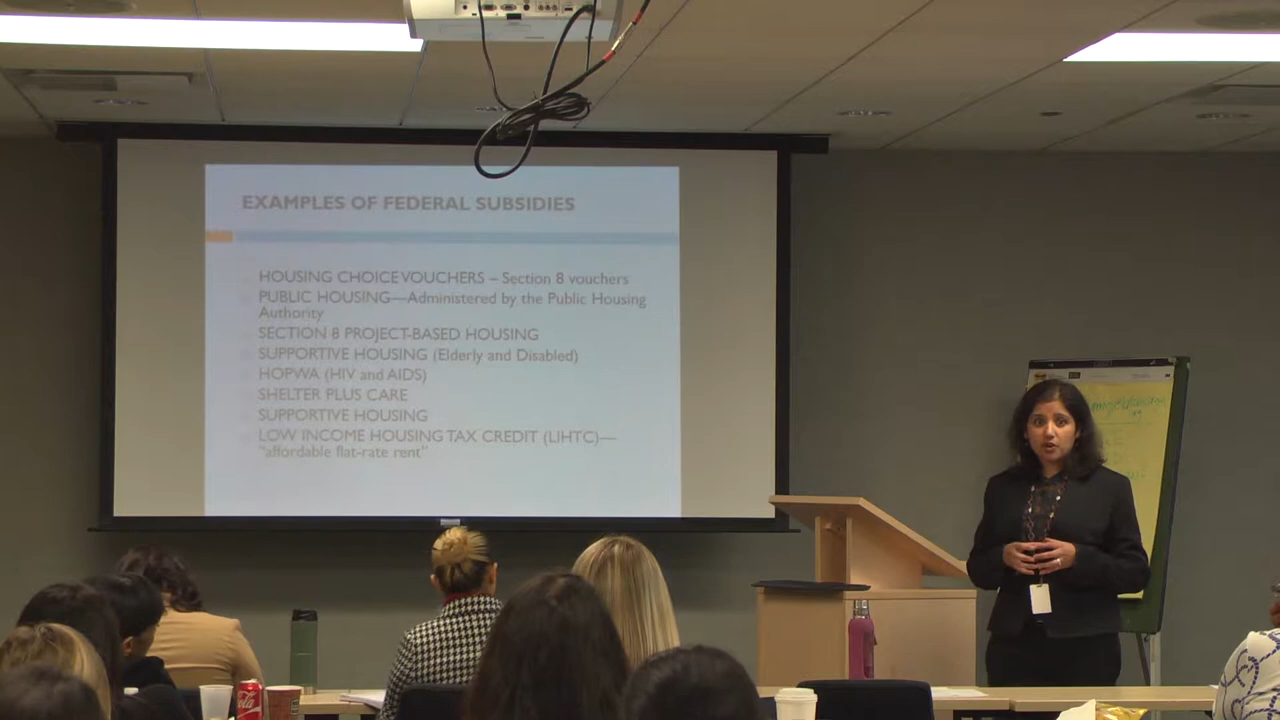 EXAMPLES OF FEDERAL SUBSIDIES
HOUSING CHOICE VOUCHERS – Section 8 vouchers
PUBLIC HOUSING—Administered by the Public Housing
Authority
SECTION 8 PROJECT-BASED HOUSING
SUPPORTIVE HOUSING (Elderly and Disabled)
HOPWA (HIV and AIDS)
SHELTER PLUS CARE
SUPPORTIVE HOUSING
LOW INCOME HOUSING TAX CREDIT (LIHTC)—
"affordable flat-rate rent"